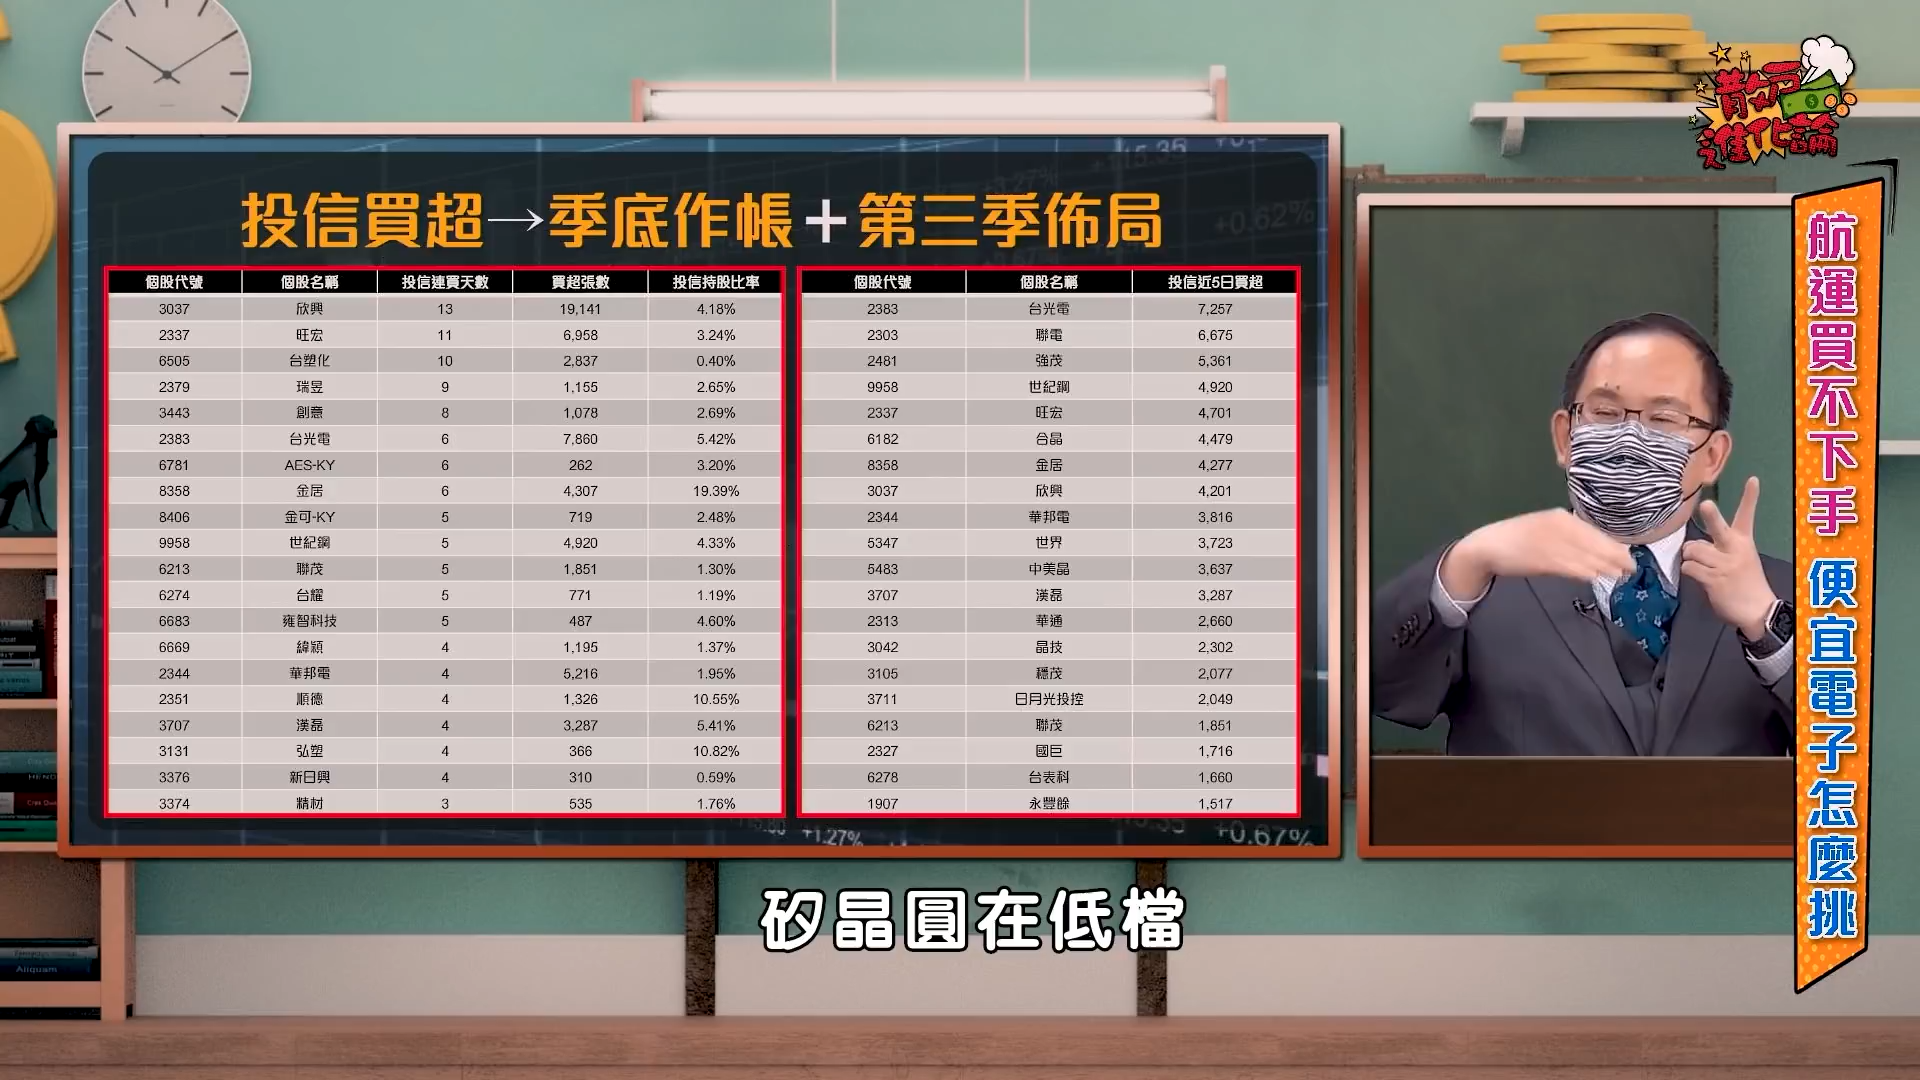 散戶之進化論
投信買超→季底作帳+第三季佈局
個股代號 個股名稱 投信連買天數 買超張數 投信持股比率
3037 欣興 13 19,141 4.18%
2337 旺宏 11 6,958 3.24%
6505 台塑化 10 2,837 0.40%
2379 瑞昱 9 1,155 2.65%
3443 創意 8 1,078 2.69%
2383 台光電 6 7,860 5.42%
6781 AES-KY 6 262 3.20%
8358 金居 6 4,307 19.39%
8406 金可-KY 5 719 2.48%
9958 世紀鋼 5 4,920 4.33%
6213 聯茂 5 1,851 1.30%
6274 台耀 5 771 1.19%
6683 雍智科技 5 487 4.60%
6669 緯穎 4 1,195 1.37%
2344 華邦電 4 5,216 1.95%
2351 順德 4 1,326 10.55%
3707 漢磊 4 3,287 5.41%
3131 弘塑 4 366 10.82%
3376 新日興 4 310 0.59%
3374 精材 3 535 1.76%
個股代號 個股名稱 投信近5日買超
2383 台光電 7,257
2303 聯電 6,675
2481 強茂 5,361
9958 世紀鋼 4,920
2337 旺宏 4,701
6182 合晶 4,479
8358 金居 4,277
3037 欣興 4,201
2344 華邦電 3,816
5347 世界 3,723
5483 中美晶 3,637
3707 漢磊 3,287
2313 華通 2,660
3042 晶技 2,302
3105 穩茂 2,077
3711 日月光投控 2,049
6213 聯茂 1,851
2327 國巨 1,716
6278 台表科 1,660
1907 永豐餘 1,517
+115.35
+0.62%
+1.27%
+0.67%
航運買不下手 便宜電子怎麼挑
矽晶圓在低檔
Aliquam